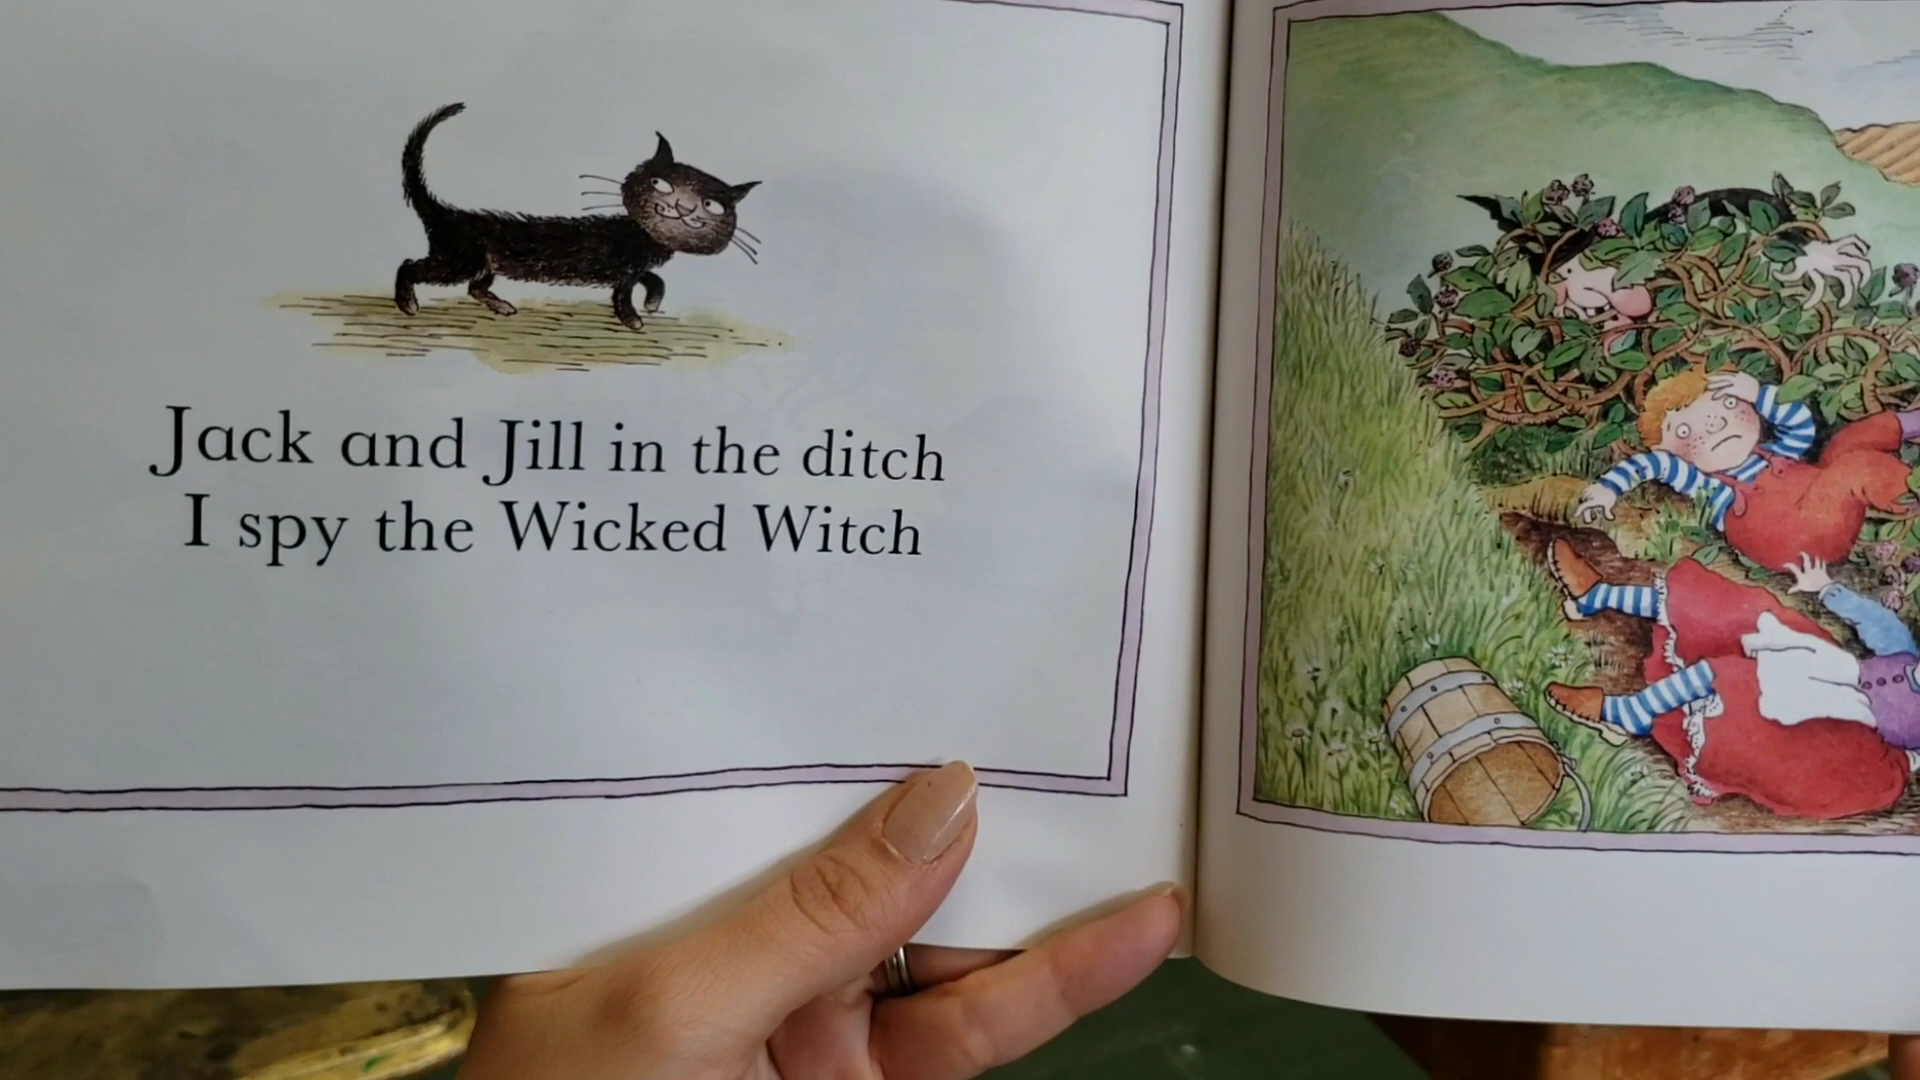 Jack and Jill in the ditch
I spy the Wicked Witch